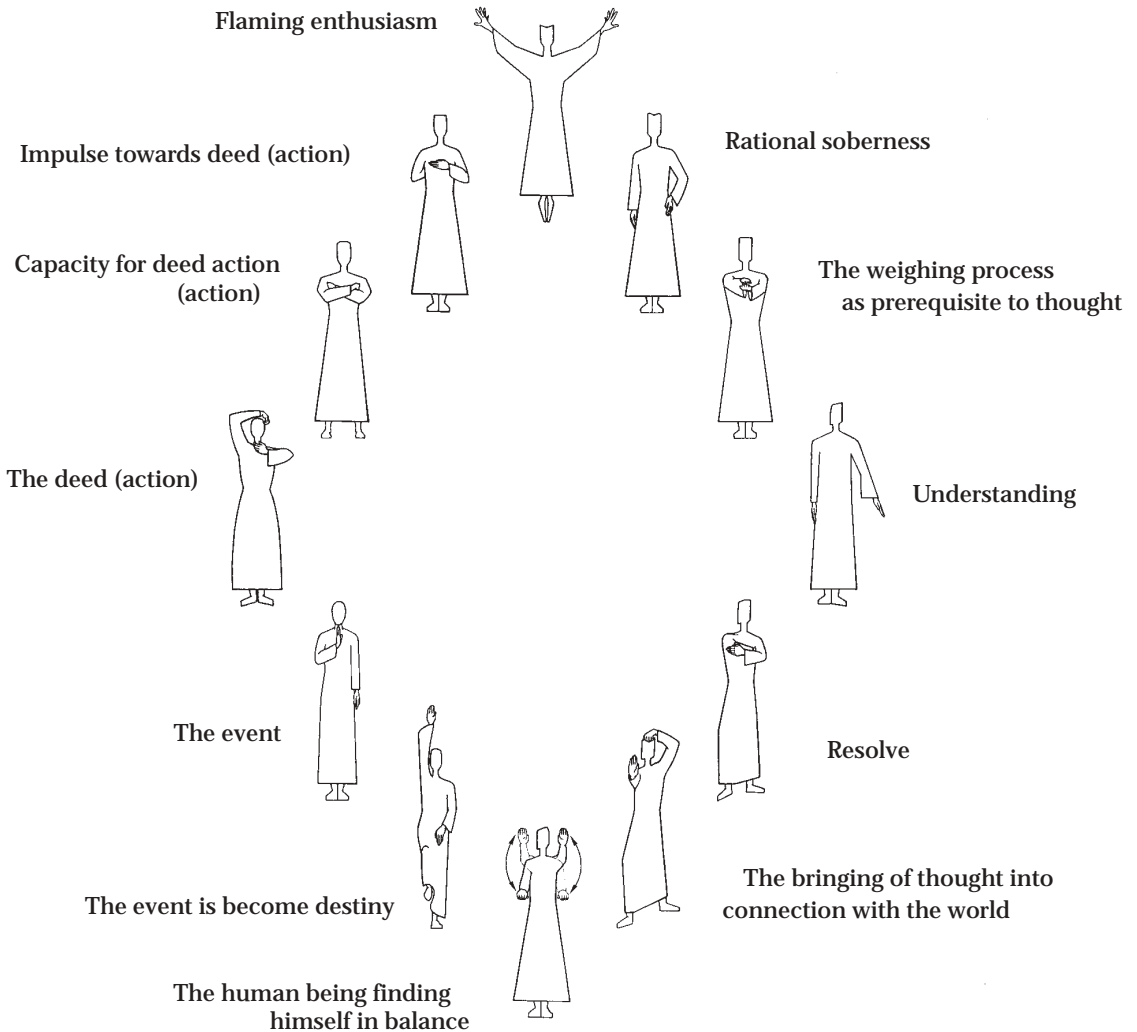 Flaming enthusiasm
Impulse towards deed (action)
Rational soberness
Capacity for deed action
(action)
The weighing process
as prerequisite to thought
The deed (action)
Understanding
The event
Resolve
The event is become destiny
The bringing of thought into
connection with the world
The human being finding
himself in balance